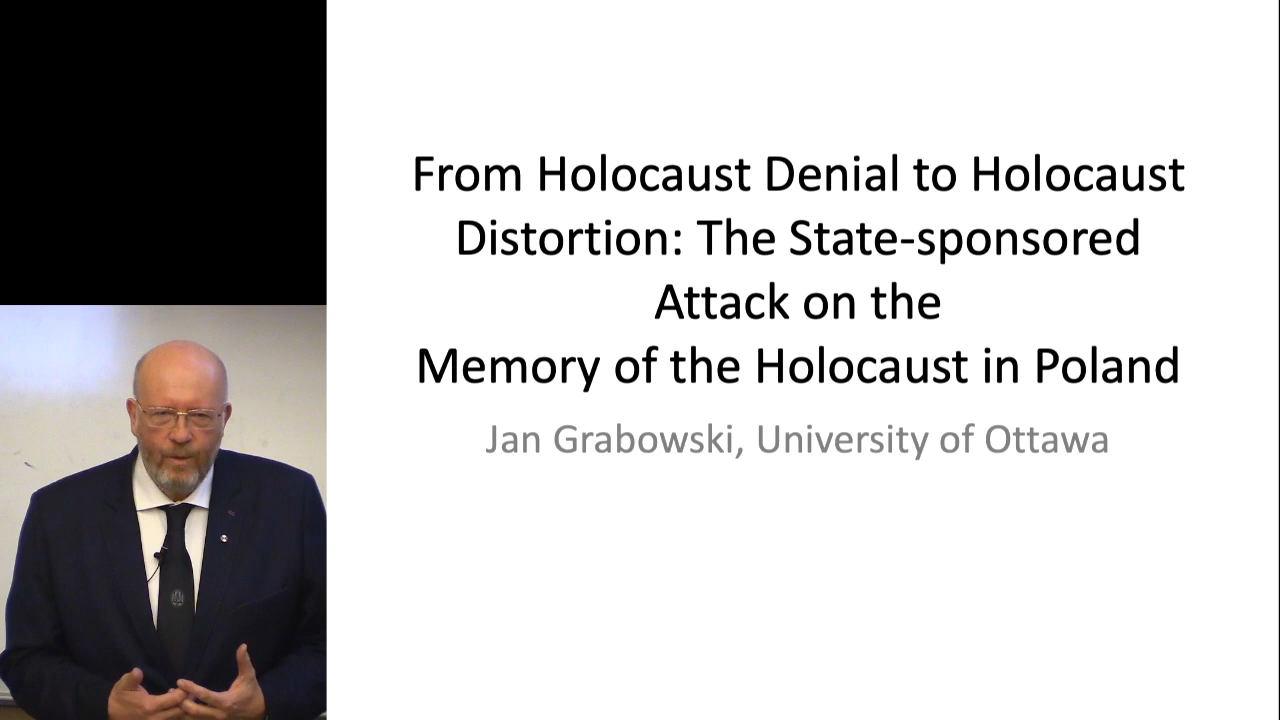 From Holocaust Denial to Holocaust
Distortion: The State-sponsored
Attack on the
Memory of the Holocaust in Poland
Jan Grabowski, University of Ottawa